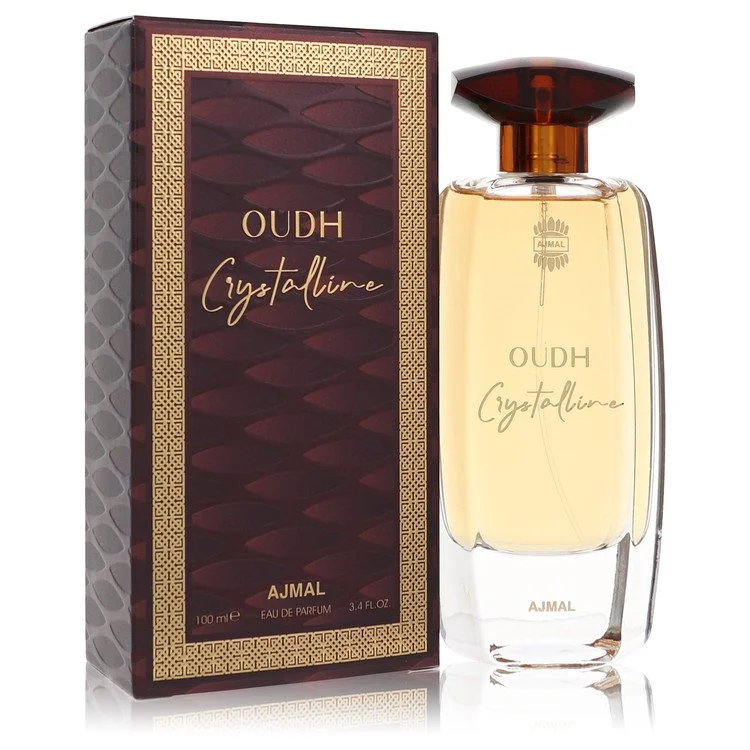 OUDH
Crystalline
AJMAL
100 ml e EAU DE PARFUM 3.4 FL.OZ.
AJMAL
OUDH
Crystalline
AJMAL